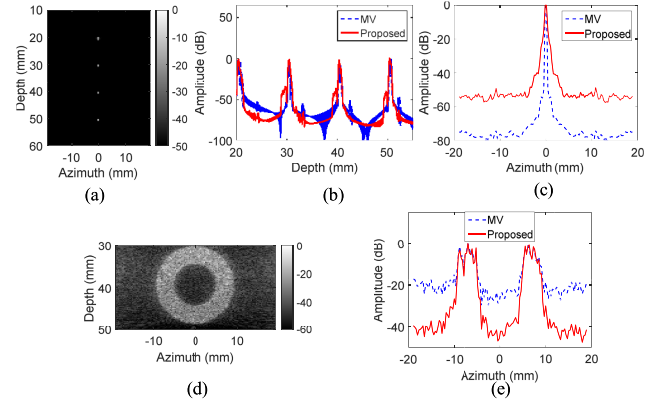 10
20
30
40
50
60
Depth (mm)
-10 0 10
Azimuth (mm)
0
-10
-20
-30
-40
-50
(a)
MV
Proposed
0
-50
-100
Amplitude (dB)
20 30 40 50
Depth (mm)
(b)
MV
Proposed
0
-20
-40
-60
-80
Amplitude (dB)
-20 -10 0 10 20
Azimuth (mm)
(c)
30
40
50
Depth (mm)
-10 0 10
Azimuth (mm)
0
-20
-40
-60
(d)
MV
Proposed
0
-20
-40
Amplitude (dB)
-20 -10 0 10 20
Azimuth (mm)
(e)